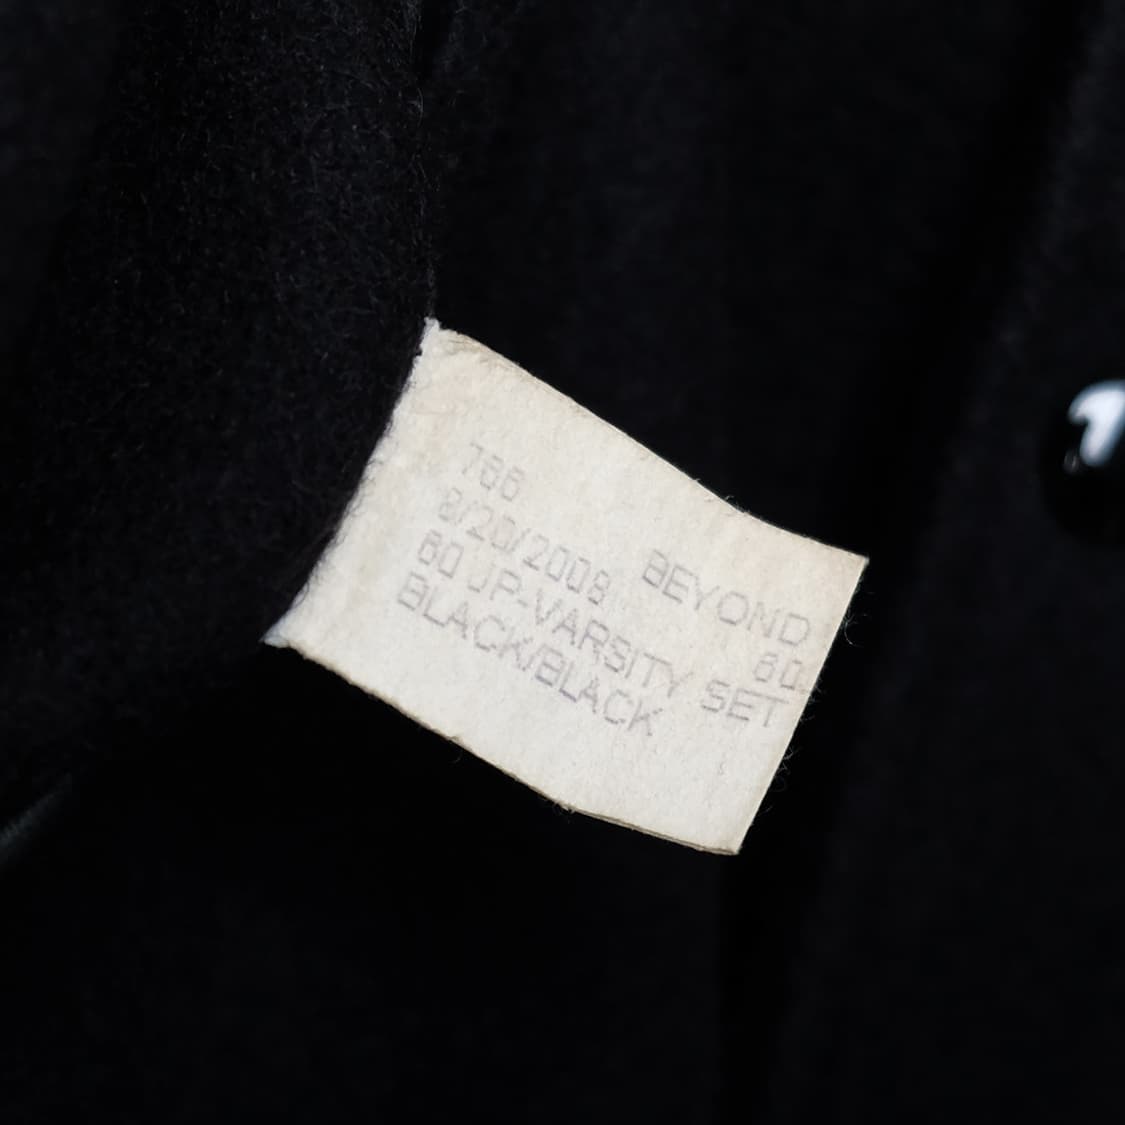 766
8/20/2008 BEYOND
60 JP-VARSITY 60
BLACK/BLACK SET